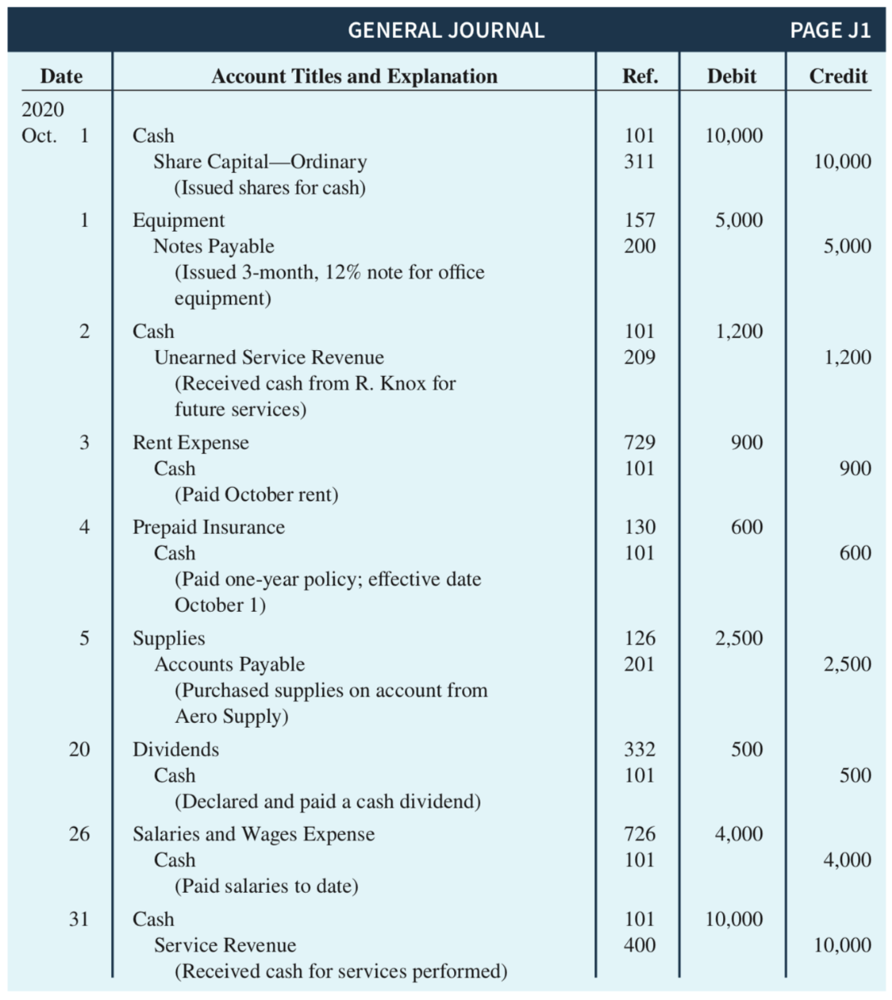 GENERAL JOURNAL PAGE J1
Date Account Titles and Explanation Ref. Debit Credit
2020
Oct. 1 Cash 101 10,000
Share Capital—Ordinary 311 10,000
(Issued shares for cash)
1 Equipment 157 5,000
Notes Payable 200 5,000
(Issued 3-month, 12% note for office
equipment)
2 Cash 101 1,200
Unearned Service Revenue 209 1,200
(Received cash from R. Knox for
future services)
3 Rent Expense 729 900
Cash 101 900
(Paid October rent)
4 Prepaid Insurance 130 600
Cash 101 600
(Paid one-year policy; effective date
October 1)
5 Supplies 126 2,500
Accounts Payable 201 2,500
(Purchased supplies on account from
Aero Supply)
20 Dividends 332 500
Cash 101 500
(Declared and paid a cash dividend)
26 Salaries and Wages Expense 726 4,000
Cash 101 4,000
(Paid salaries to date)
31 Cash 101 10,000
Service Revenue 400 10,000
(Received cash for services performed)